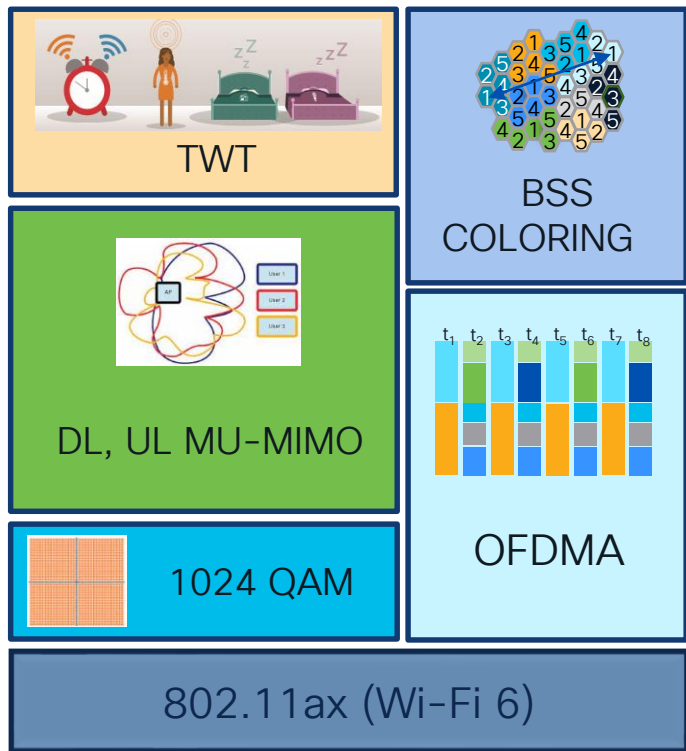 z z Z
z z Z
TWT
BSS
COLORING
AP
User 1
User 2
User 3
DL, UL MU-MIMO
t1 t2 t3 t4 t5 t6 t7 t8
OFDMA
1024 QAM
802.11ax (Wi-Fi 6)